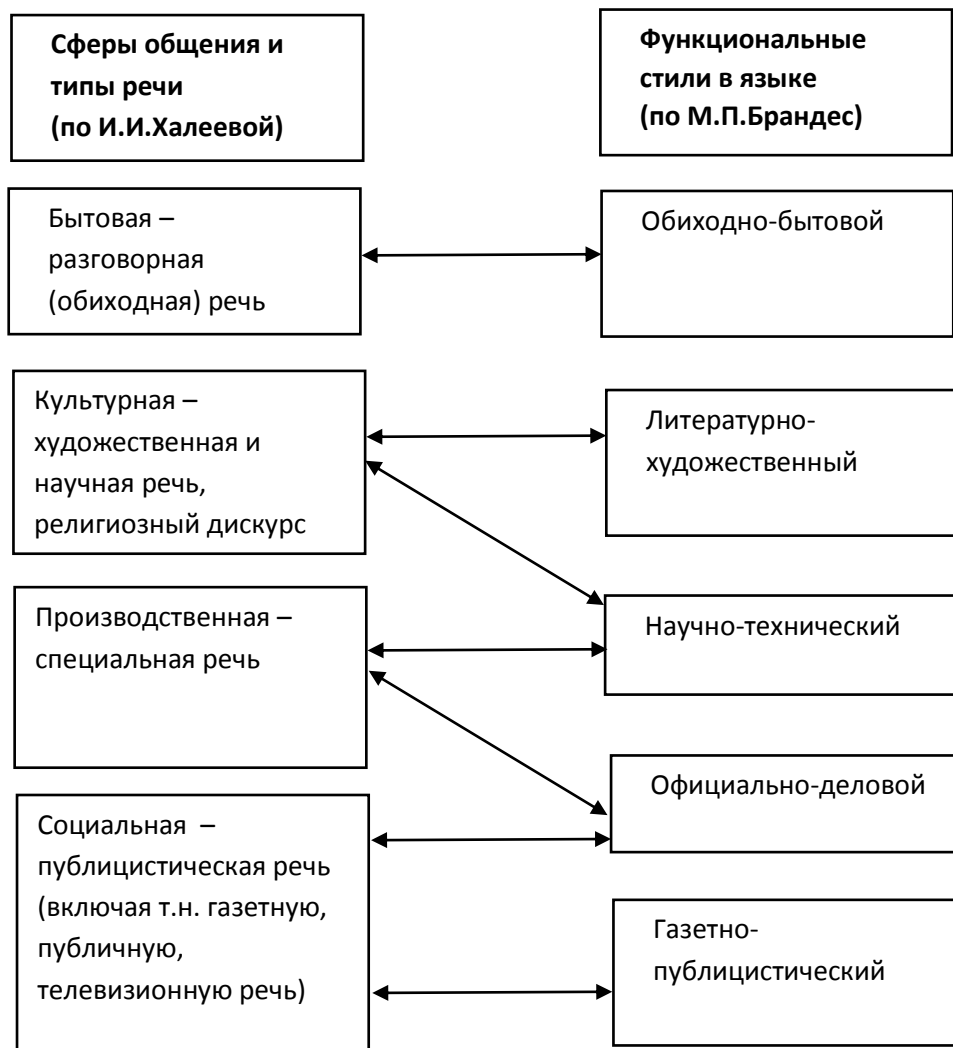 Сферы общения и
типы речи
(по И.И.Халеевой)
Функциональные
стили в языке
(по М.П.Брандес)
Бытовая –
разговорная
(обиходная) речь
Обиходно-бытовой
Культурная –
художественная и
научная речь,
религиозный дискурс
Литературно-
художественный
Производственная –
специальная речь
Научно-технический
Официально-деловой
Социальная –
публицистическая речь
(включая т.н. газетную,
публичную,
телевизионную речь)
Газетно-
публицистический